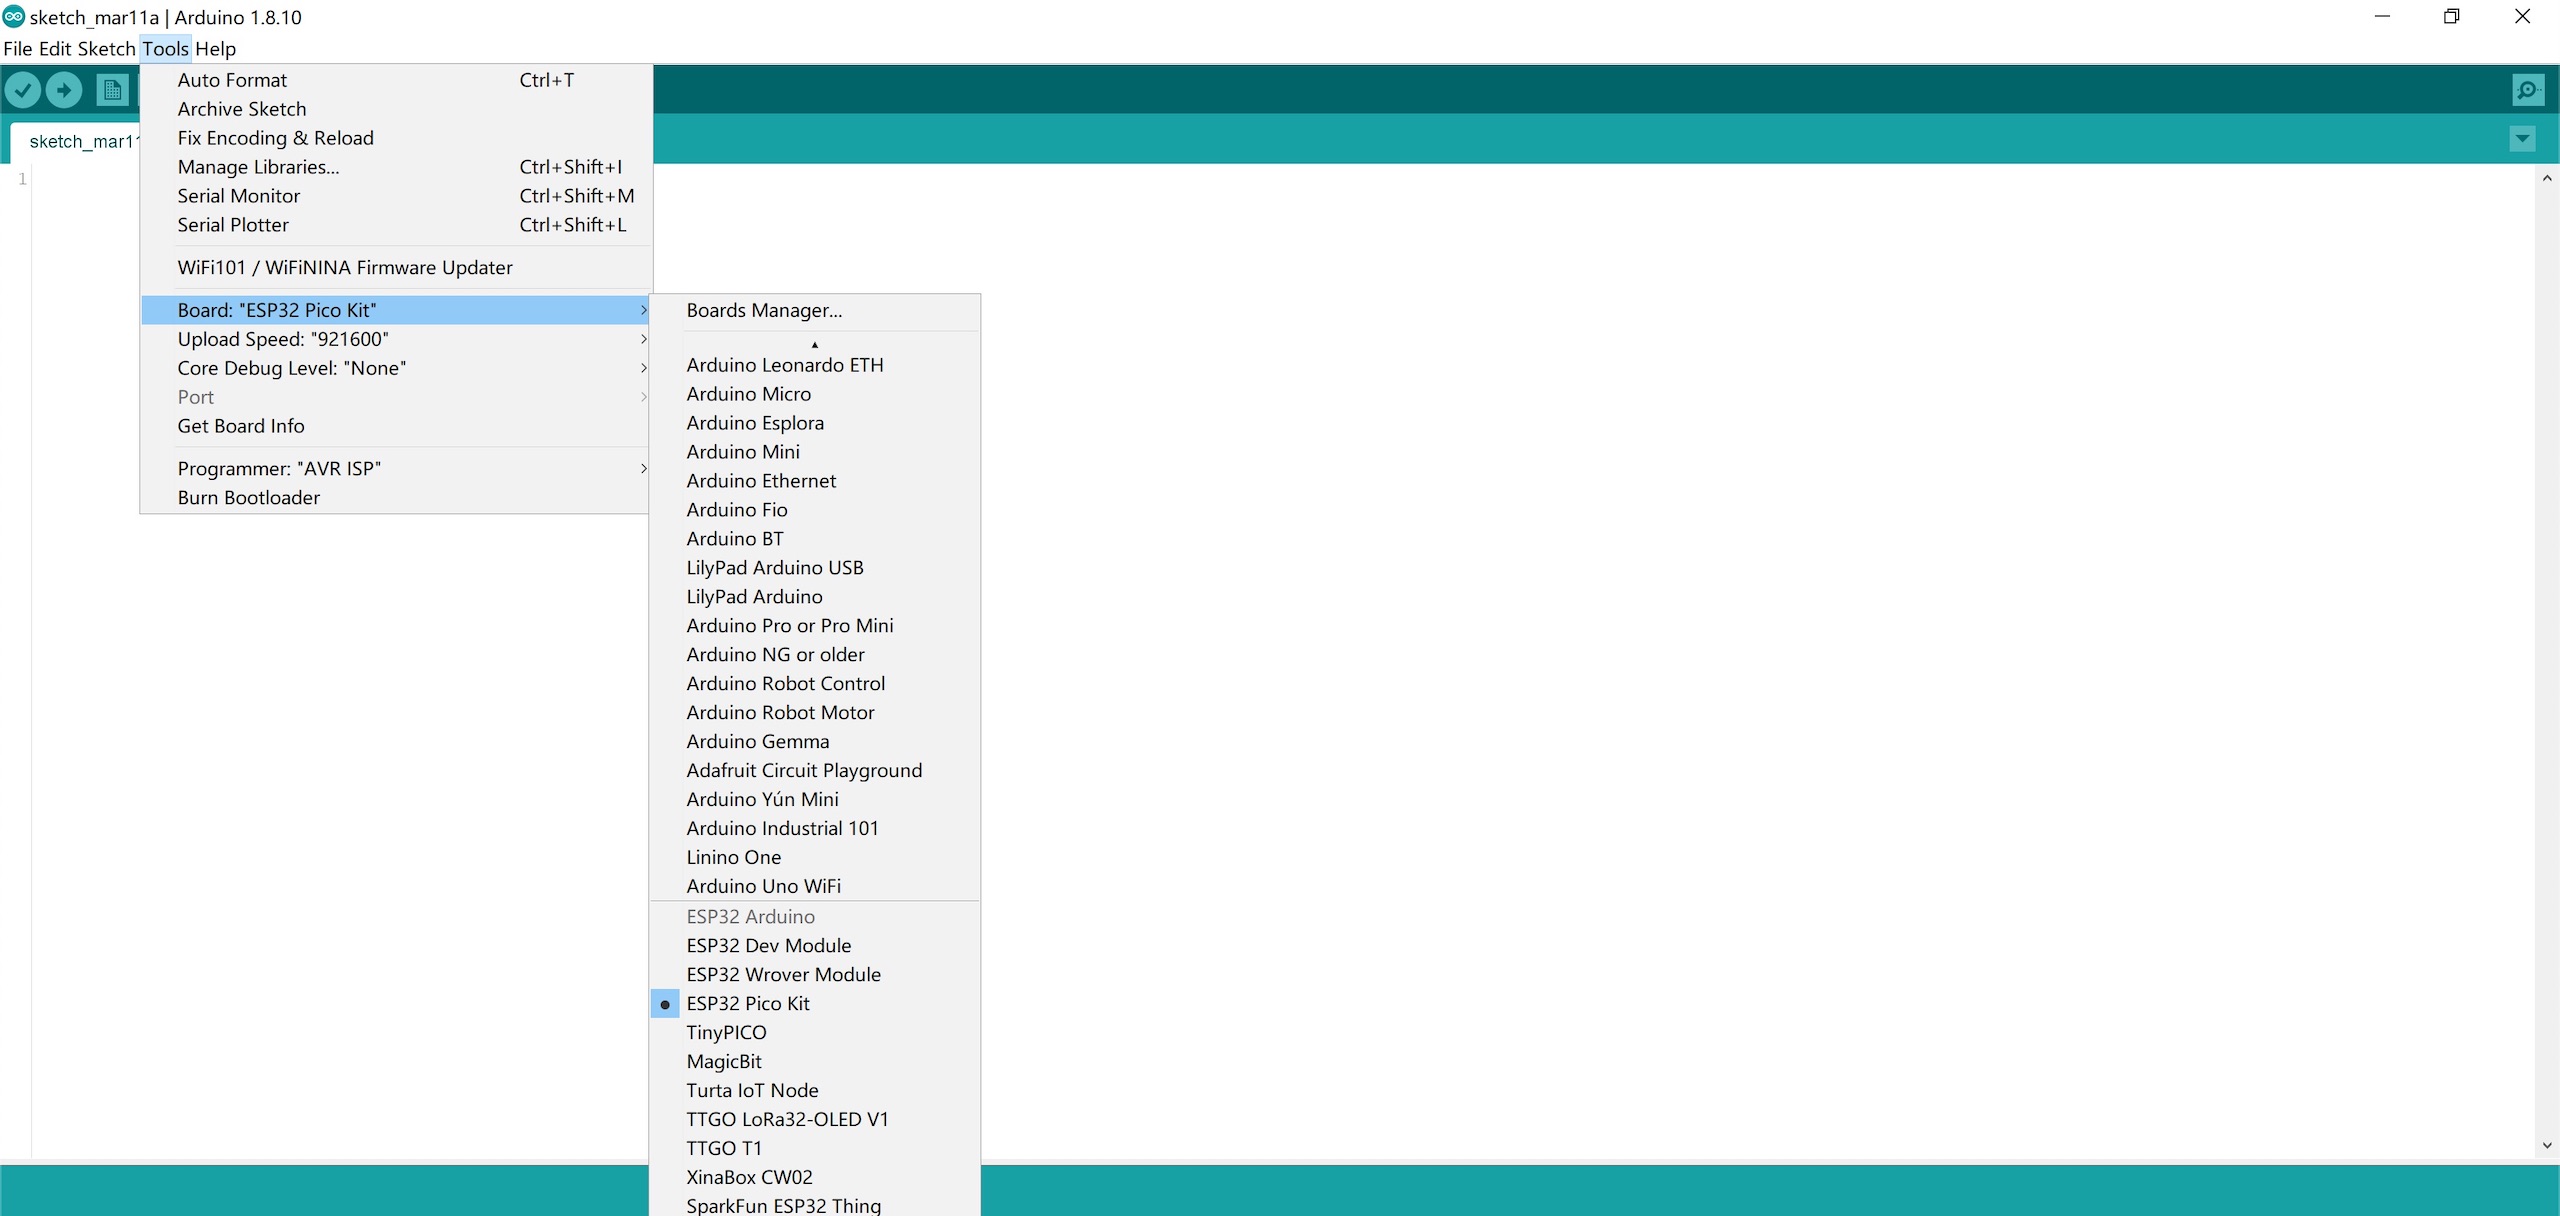 sketch_mar11a | Arduino 1.8.10
File Edit Sketch Tools Help
sketch_mar11
1
Auto Format Ctrl+T
Archive Sketch
Fix Encoding & Reload
Manage Libraries... Ctrl+Shift+I
Serial Monitor Ctrl+Shift+M
Serial Plotter Ctrl+Shift+L
WiFi101 / WiFiNINA Firmware Updater
Board: "ESP32 Pico Kit"
Upload Speed: "921600"
Core Debug Level: "None"
Port
Get Board Info
Programmer: "AVR ISP"
Burn Bootloader
Boards Manager...
Arduino Leonardo ETH
Arduino Micro
Arduino Esplora
Arduino Mini
Arduino Ethernet
Arduino Fio
Arduino BT
LilyPad Arduino USB
LilyPad Arduino
Arduino Pro or Pro Mini
Arduino NG or older
Arduino Robot Control
Arduino Robot Motor
Arduino Gemma
Adafruit Circuit Playground
Arduino Yún Mini
Arduino Industrial 101
Linino One
Arduino Uno WiFi
ESP32 Arduino
ESP32 Dev Module
ESP32 Wrover Module
ESP32 Pico Kit
TinyPICO
MagicBit
Turta IoT Node
TTGO LoRa32-OLED V1
TTGO T1
XinaBox CW02
SparkFun ESP32 Thing